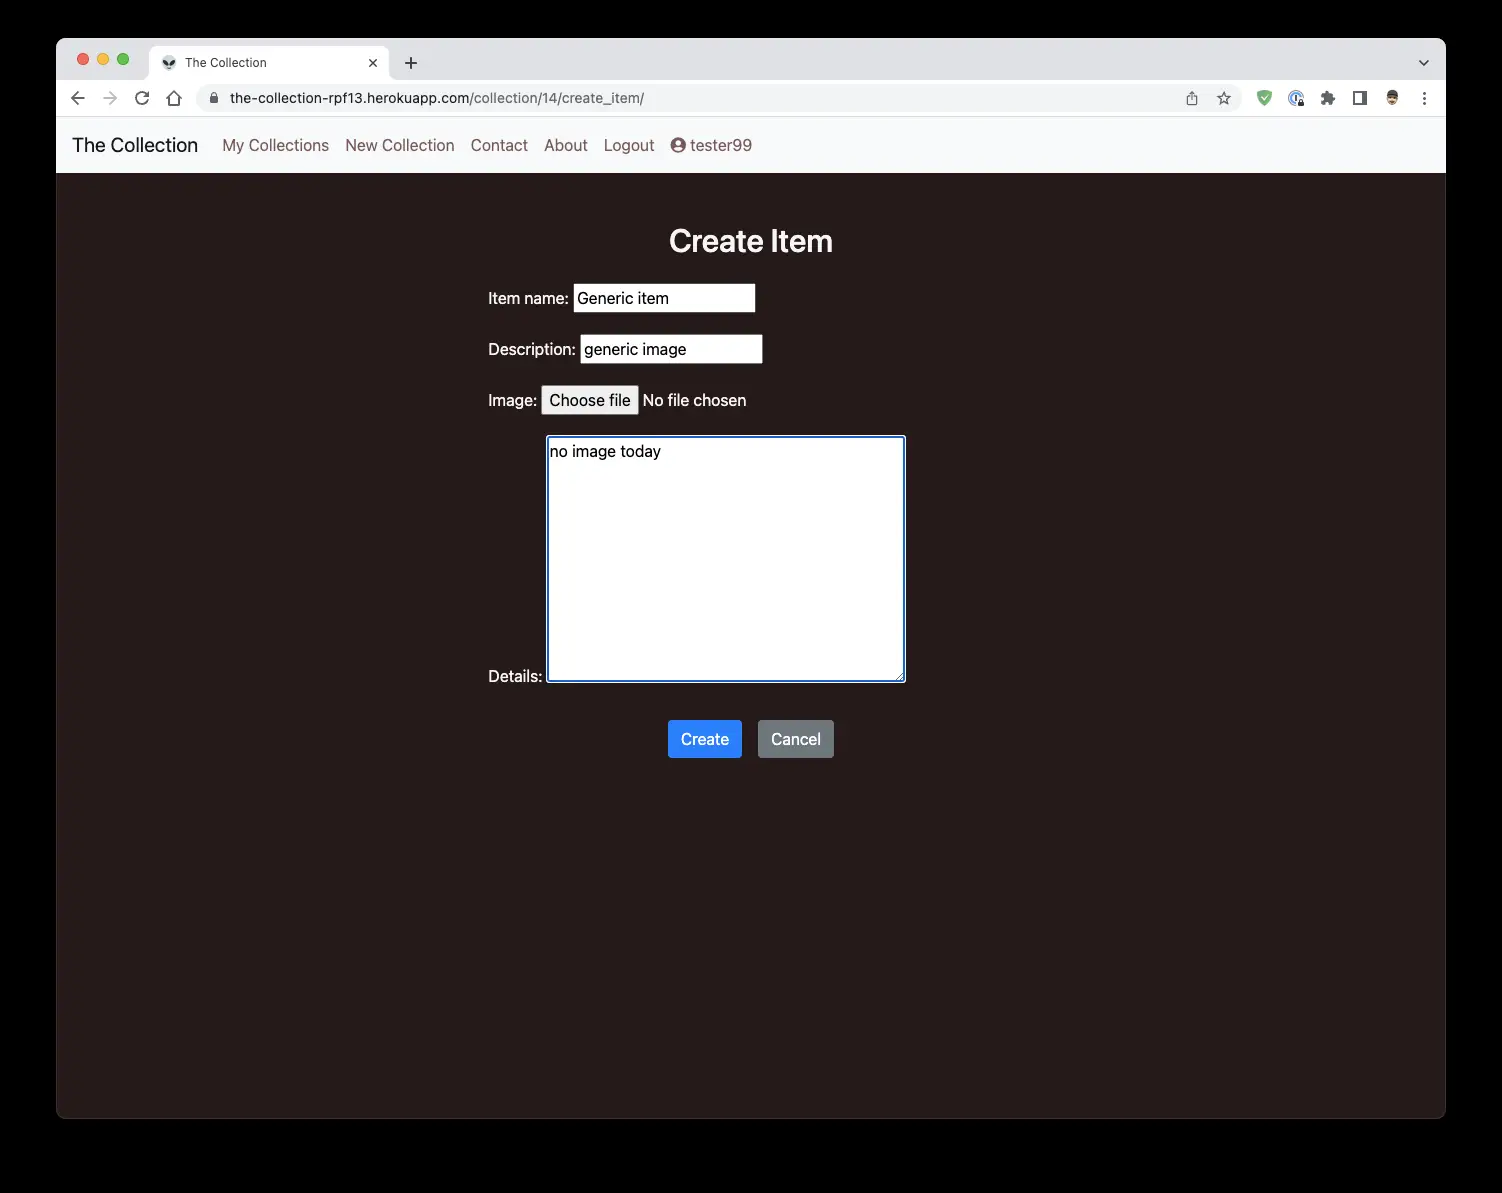 The Collection
the-collection-rpf13.herokuapp.com/collection/14/create_item/
The Collection My Collections New Collection Contact About Logout tester99
Create Item
Item name: Generic item
Description: generic image
Image: Choose file No file chosen
no image today
Details:
Create Cancel